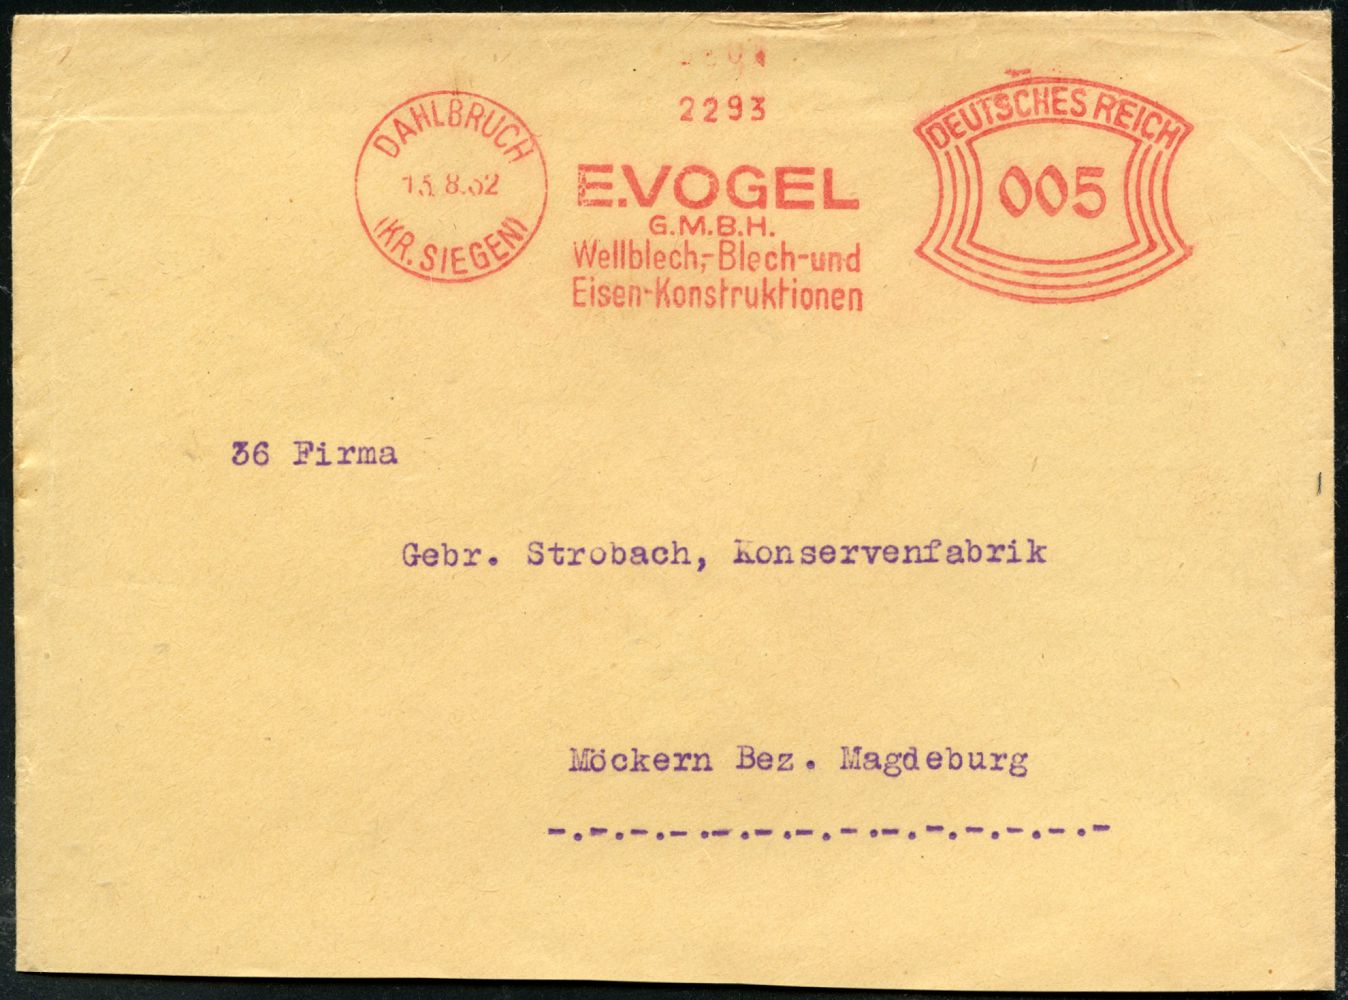 2293
DAHLBRUCH
15.8.32
(KR. SIEGEN)
E.VOGEL
G.M.B.H.
Wellblech,-Blech-und
Eisen-Konstruktionen
DEUTSCHES REICH
005
36 Firma
Gebr. Strobach, Konservenfabrik
Möckern Bez. Magdeburg